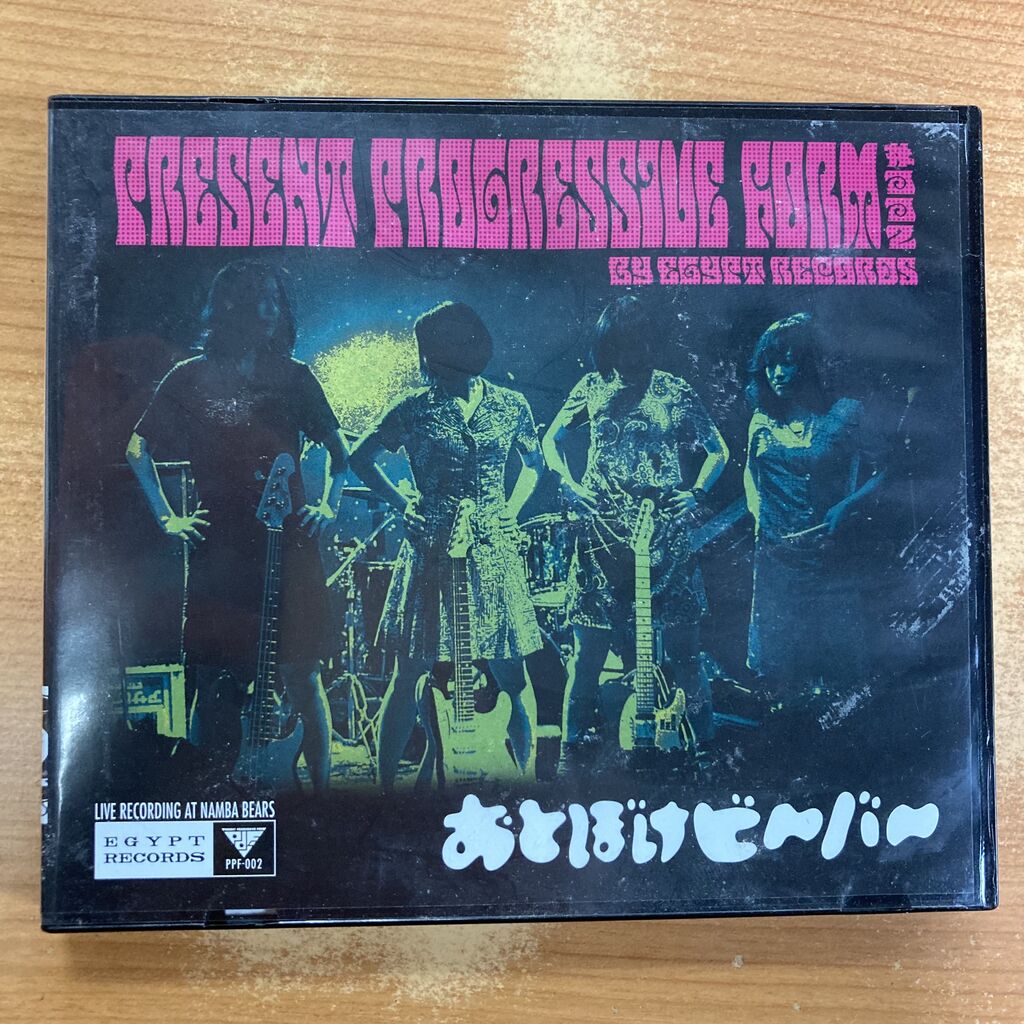 PRESENT PROGRESSIVE FORM
#002
BY EGYPT RECORDS
LIVE RECORDING AT NAMBA BEARS
EGYPT
RECORDS
PPF-002
おとぼけビ〜バ〜